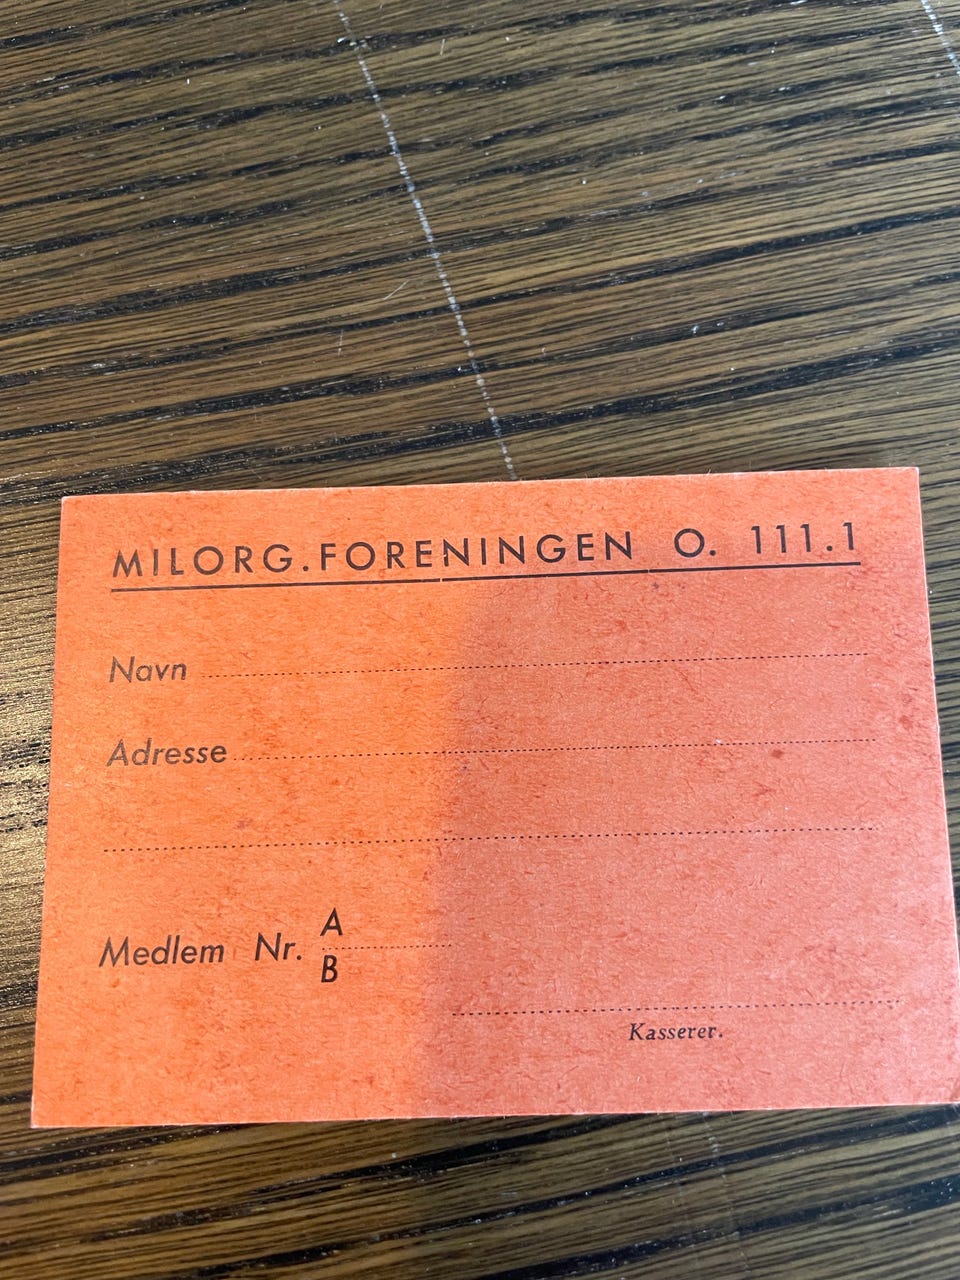 MILORG.FORENINGEN O. 111.1
Navn
Adresse
Medlem Nr. A
B
Kasserer.